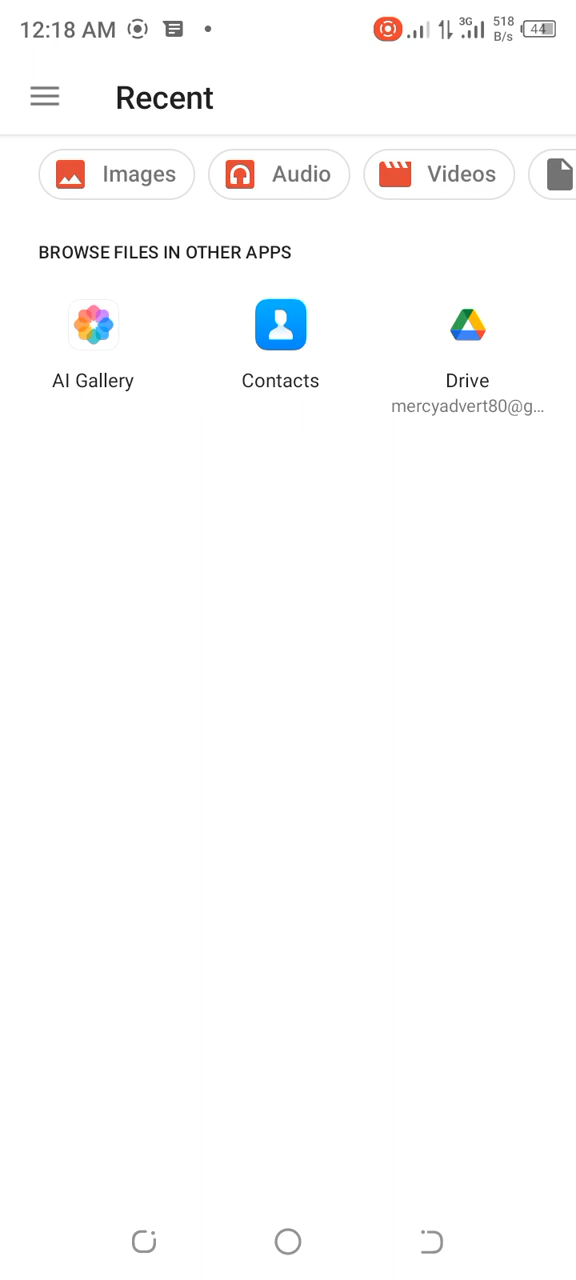 12:18 AM
3G
518
B/s
44
Recent
Images
Audio
Videos
BROWSE FILES IN OTHER APPS
AI Gallery
Contacts
Drive
mercyadvert80@g...